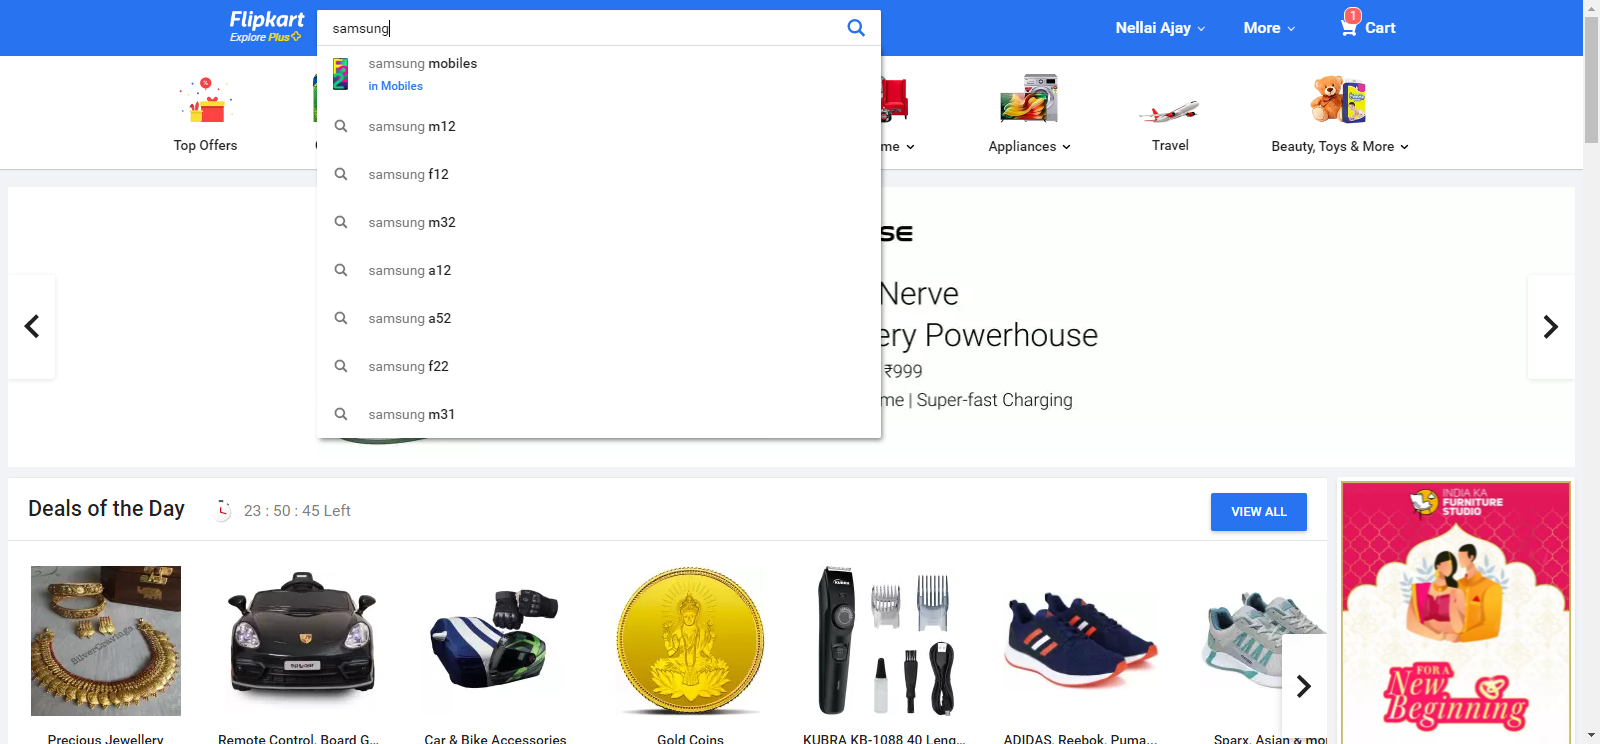 Flipkart
Explore Plus
samsung
Nellai Ajay
More
1
Cart
samsung mobiles
in Mobiles
samsung m12
samsung f12
samsung m32
samsung a12
samsung a52
samsung f22
samsung m31
Top Offers
me
Appliances
Travel
Beauty, Toys & More
SE
Nerve
ery Powerhouse
₹999
me | Super-fast Charging
Deals of the Day
23 : 50 : 45 Left
VIEW ALL
INDIA KA
FURNITURE
STUDIO
FOR A
New
Beginning
SilverCravings
KUBRA
Precious Jewellery
Remote Control, Board G...
Car & Bike Accessories
Gold Coins
KUBRA KB-1088 40 Leng...
ADIDAS, Reebok, Puma...
Sparx, Asian & mo